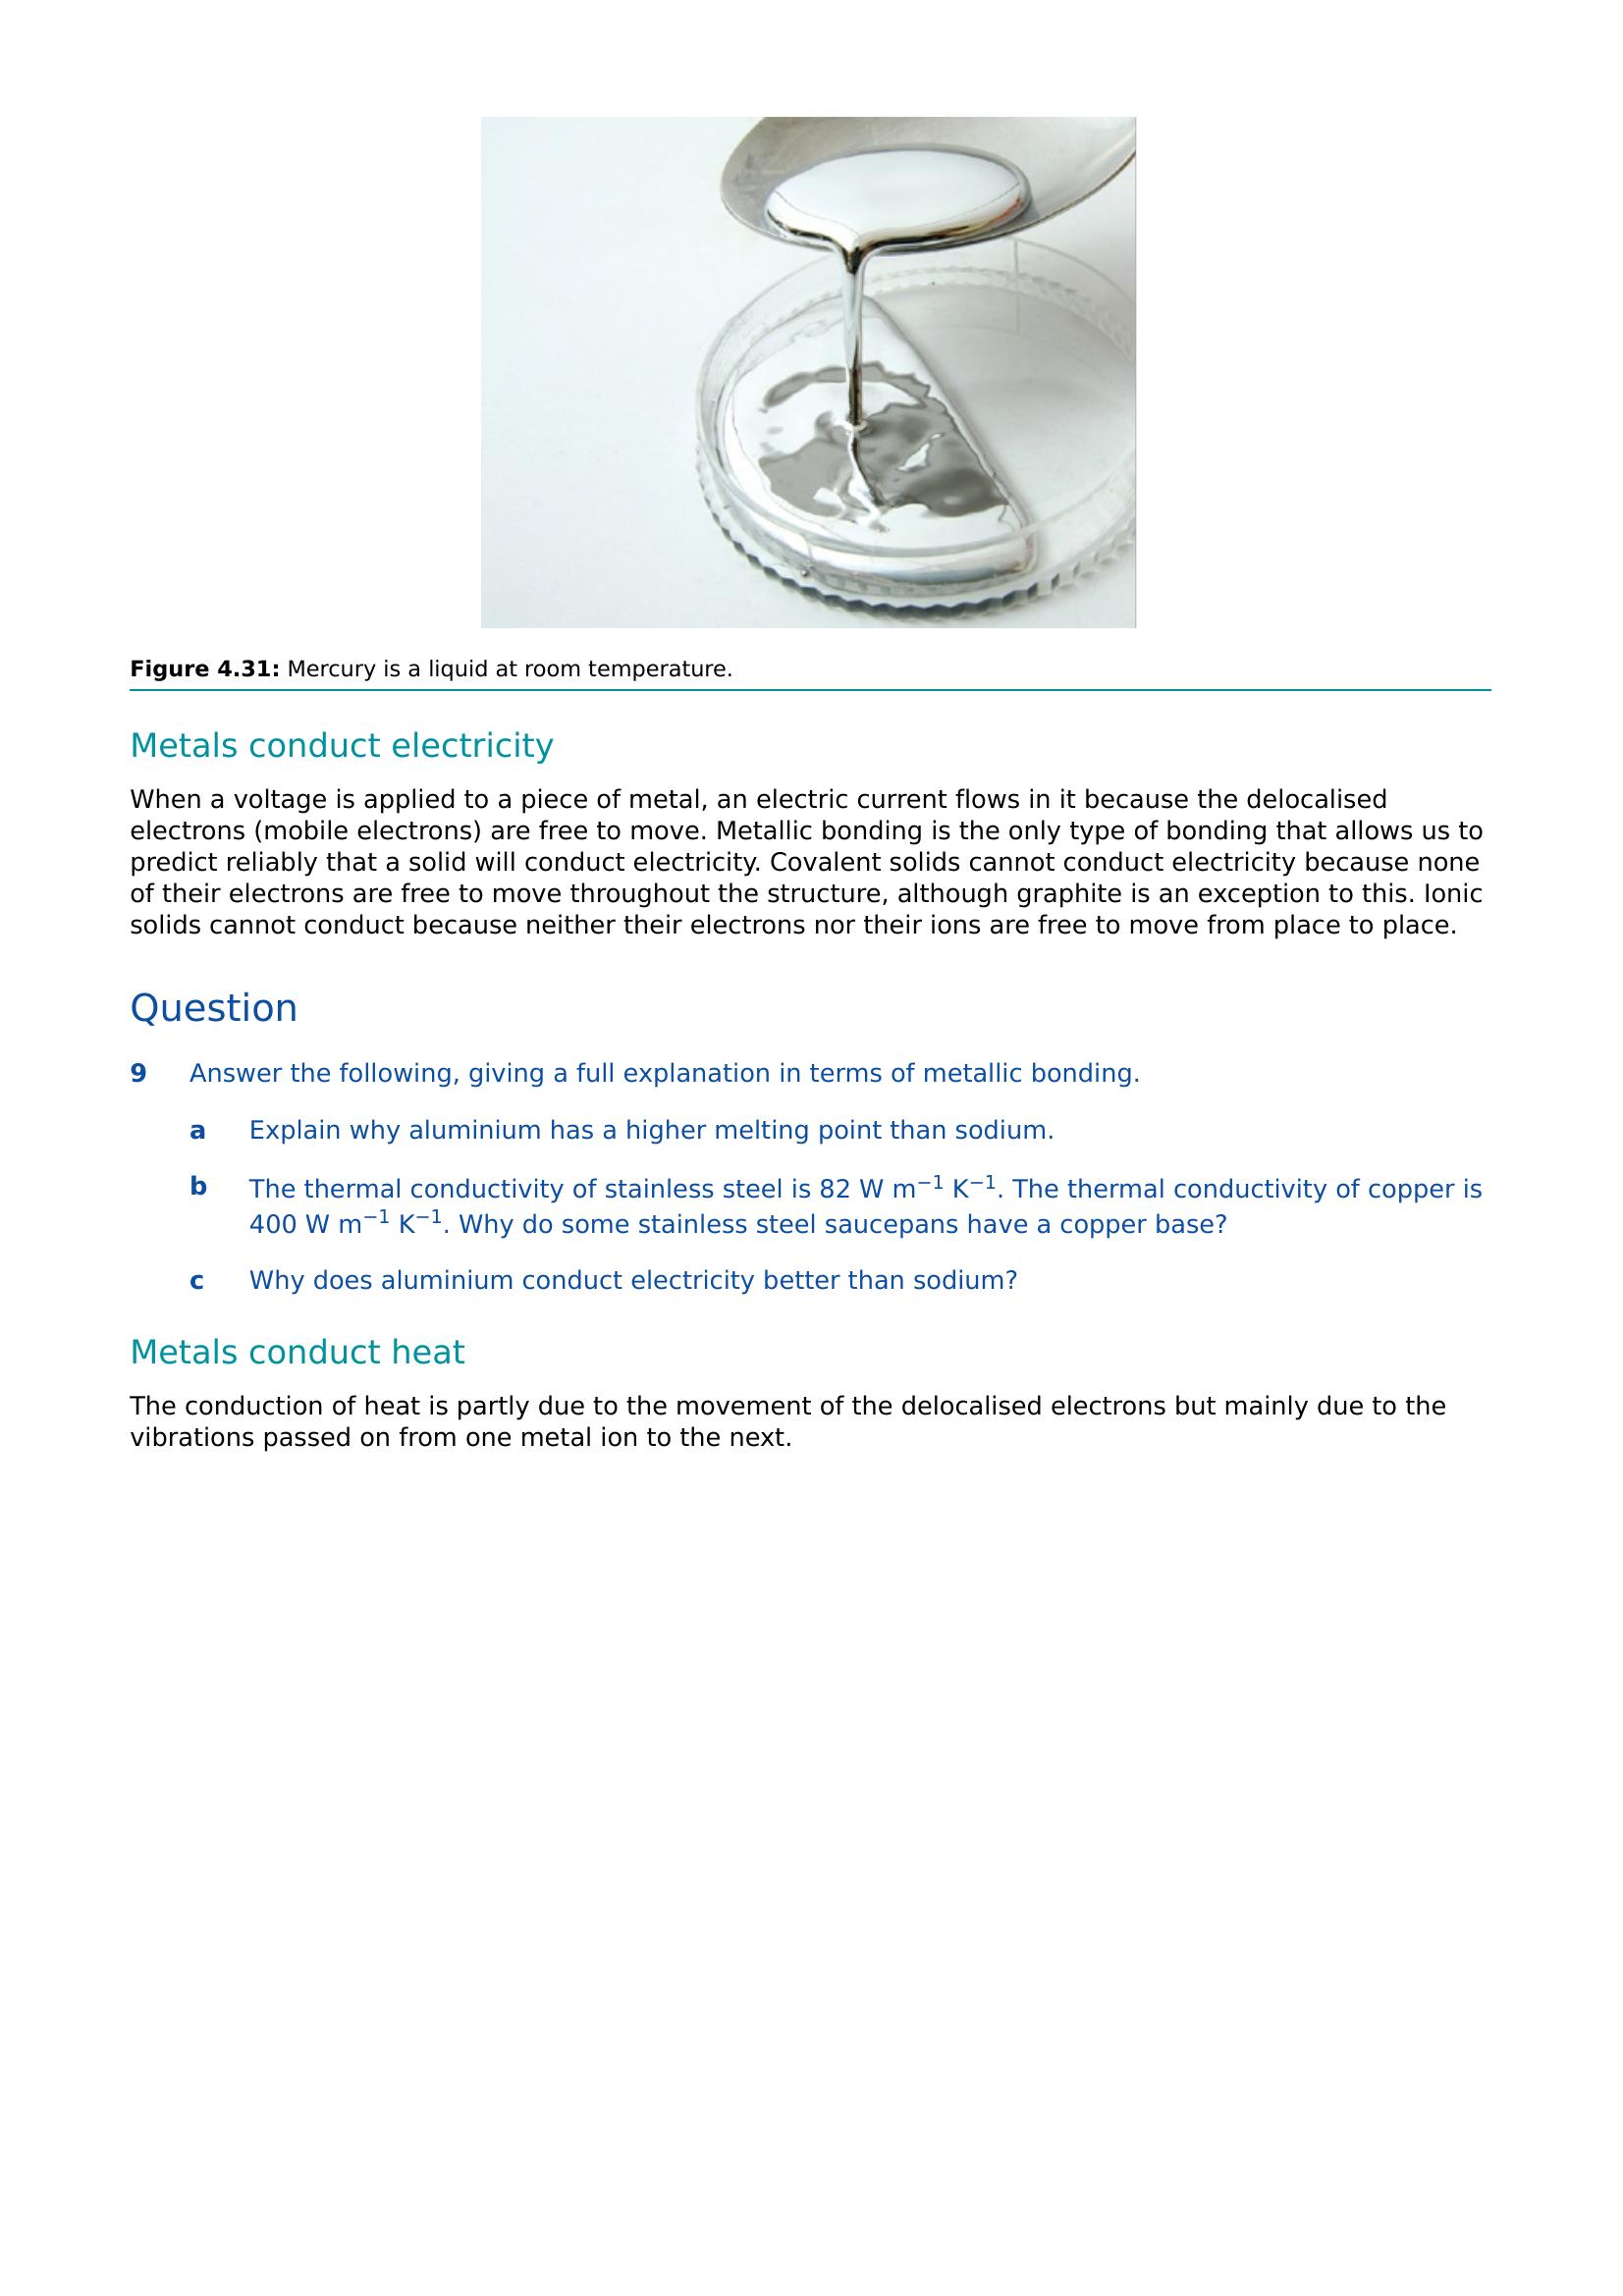 Figure 4.31: Mercury is a liquid at room temperature.
Metals conduct electricity
When a voltage is applied to a piece of metal, an electric current flows in it because the delocalised
electrons (mobile electrons) are free to move. Metallic bonding is the only type of bonding that allows us to
predict reliably that a solid will conduct electricity. Covalent solids cannot conduct electricity because none
of their electrons are free to move throughout the structure, although graphite is an exception to this. Ionic
solids cannot conduct because neither their electrons nor their ions are free to move from place to place.
Question
9 Answer the following, giving a full explanation in terms of metallic bonding.
a Explain why aluminium has a higher melting point than sodium.
b The thermal conductivity of stainless steel is 82 W m⁻¹ K⁻¹. The thermal conductivity of copper is
400 W m⁻¹ K⁻¹. Why do some stainless steel saucepans have a copper base?
c Why does aluminium conduct electricity better than sodium?
Metals conduct heat
The conduction of heat is partly due to the movement of the delocalised electrons but mainly due to the
vibrations passed on from one metal ion to the next.